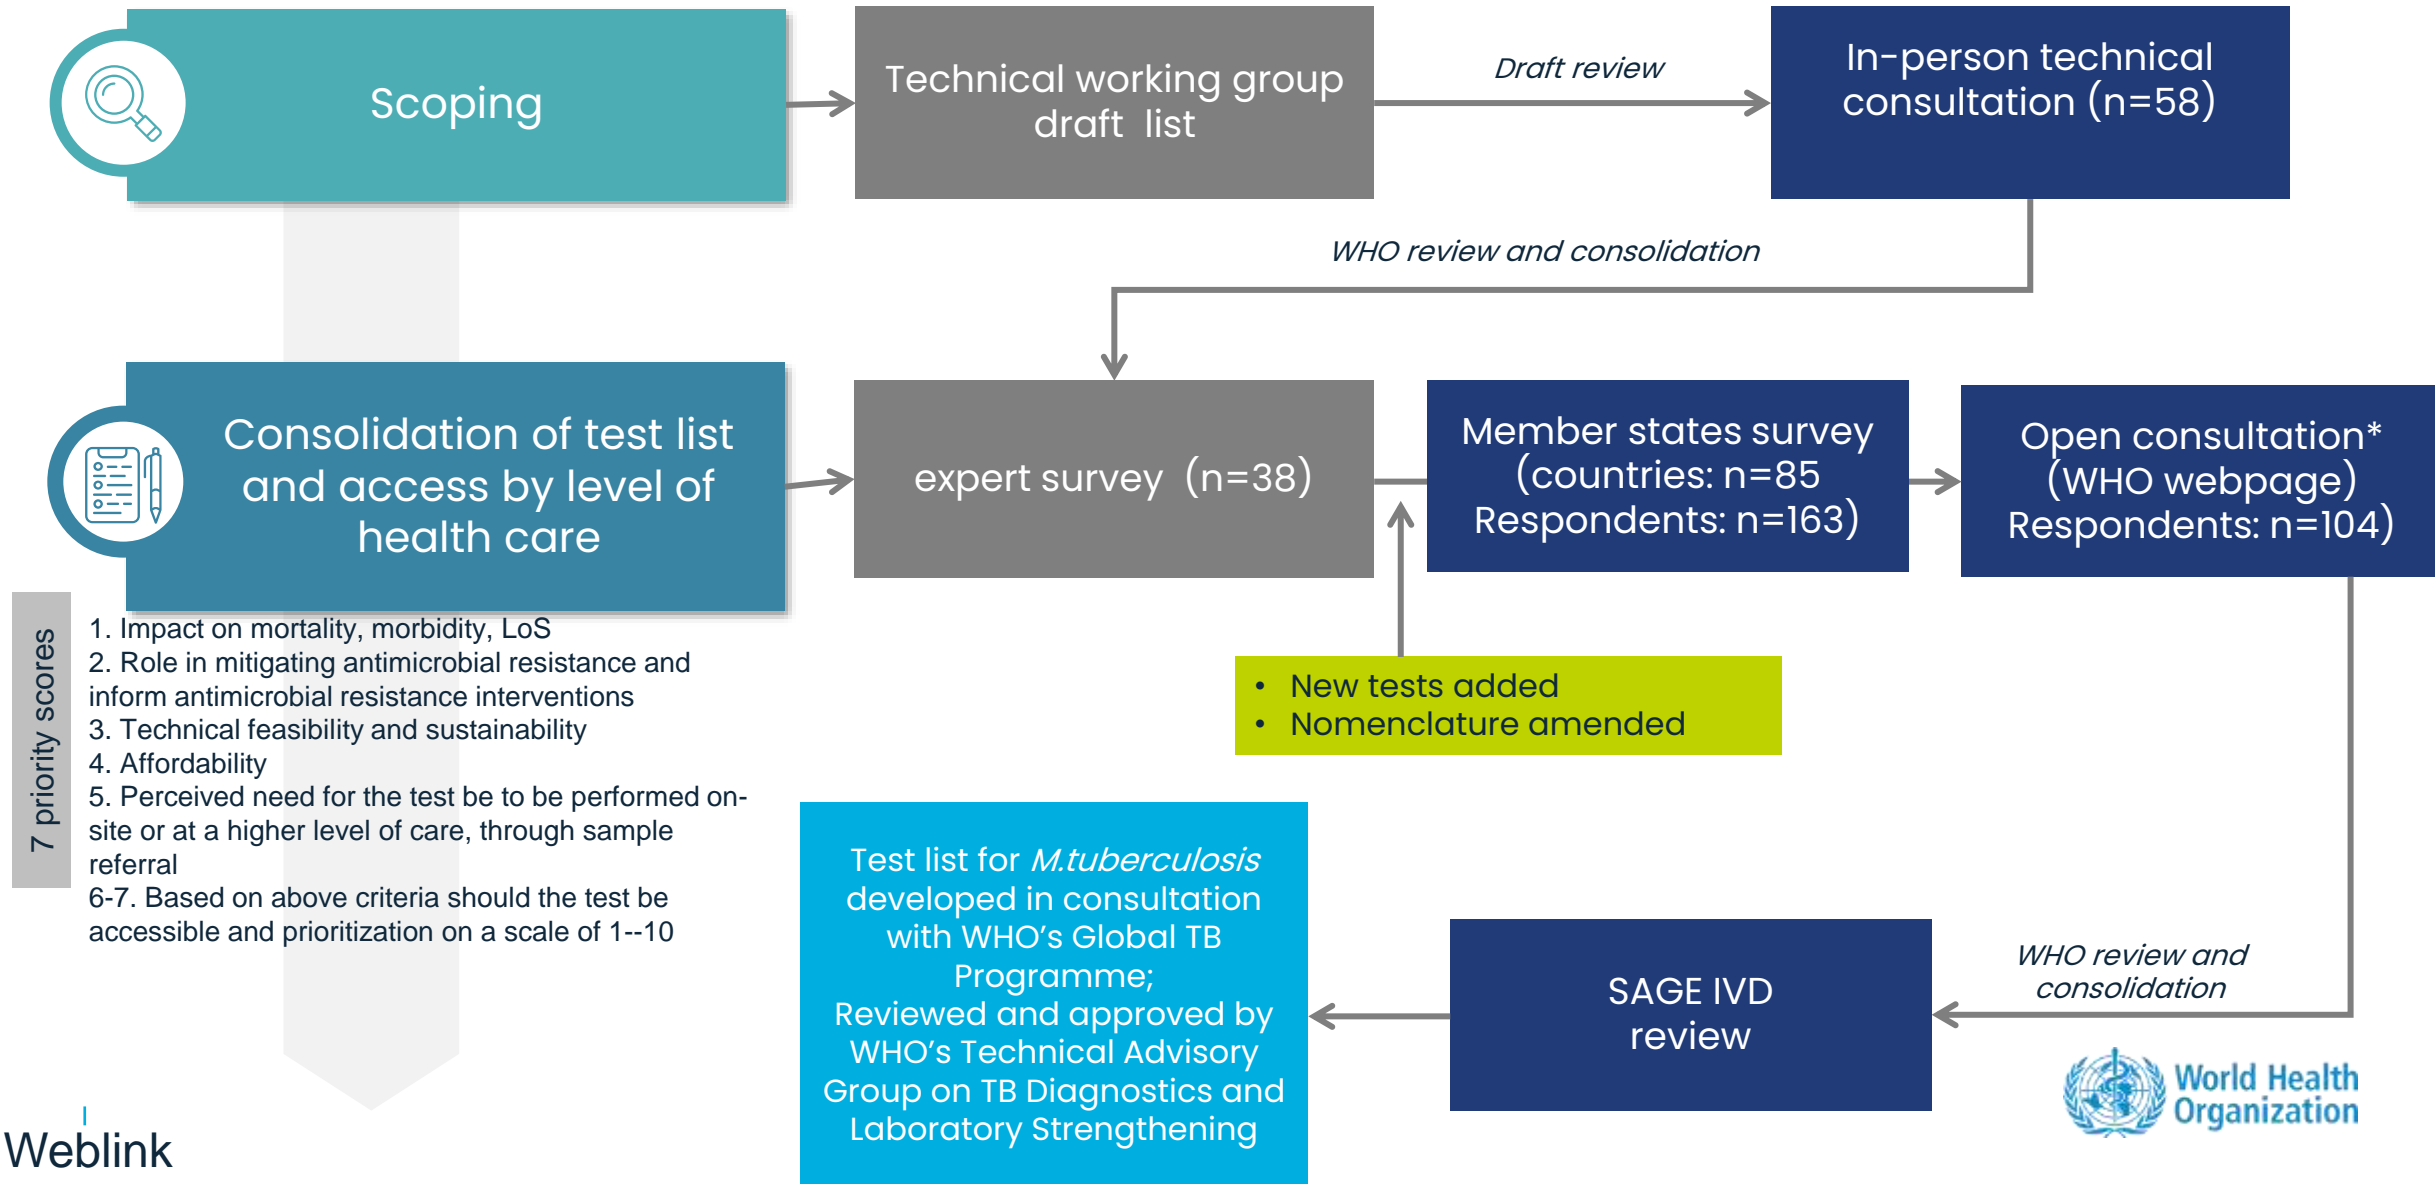 Scoping
Technical working group
draft list
Draft review
In-person technical
consultation (n=58)
WHO review and consolidation
Consolidation of test list
and access by level of
health care
expert survey (n=38)
Member states survey
(countries: n=85
Respondents: n=163)
Open consultation*
(WHO webpage)
Respondents: n=104)
7 priority scores
1. Impact on mortality, morbidity, LoS
2. Role in mitigating antimicrobial resistance and
inform antimicrobial resistance interventions
3. Technical feasibility and sustainability
4. Affordability
5. Perceived need for the test be to be performed on-
site or at a higher level of care, through sample
referral
6-7. Based on above criteria should the test be
accessible and prioritization on a scale of 1--10
• New tests added
• Nomenclature amended
Test list for M.tuberculosis
developed in consultation
with WHO's Global TB
Programme;
Reviewed and approved by
WHO's Technical Advisory
Group on TB Diagnostics and
Laboratory Strengthening
SAGE IVD
review
WHO review and
consolidation
World Health
Organization
Weblink